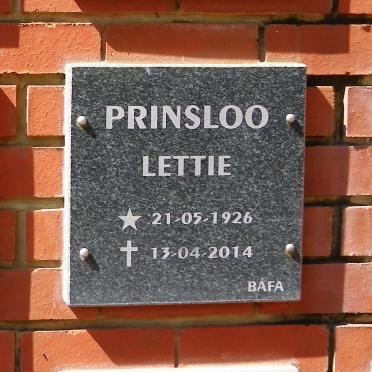 PRINSLOO
LETTIE
21-05-1926
13-04-2014
BAFA